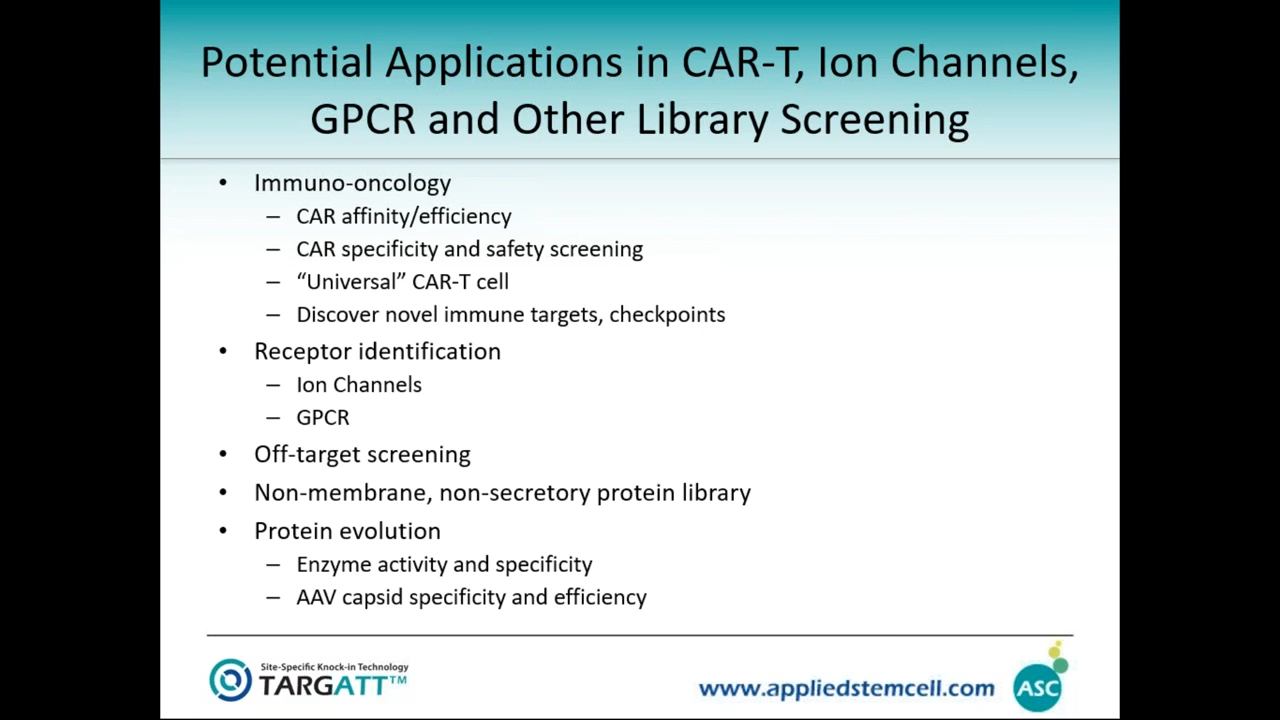 Potential Applications in CAR-T, Ion Channels,
GPCR and Other Library Screening
• Immuno-oncology
– CAR affinity/efficiency
– CAR specificity and safety screening
– “Universal” CAR-T cell
– Discover novel immune targets, checkpoints
• Receptor identification
– Ion Channels
– GPCR
• Off-target screening
• Non-membrane, non-secretory protein library
• Protein evolution
– Enzyme activity and specificity
– AAV capsid specificity and efficiency
Site-Specific Knock-in Technology
TARGATT™
www.appliedstemcell.com
ASC